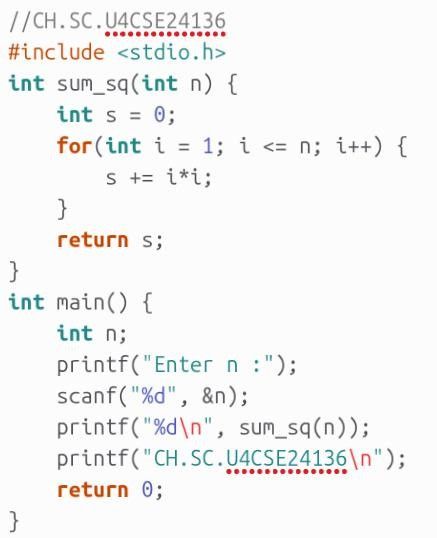 //CH.SC.U4CSE24136
#include <stdio.h>
int sum_sq(int n) {
    int s = 0;
    for(int i = 1; i <= n; i++) {
        s += i*i;
    }
    return s;
}
int main() {
    int n;
    printf("Enter n :");
    scanf("%d", &n);
    printf("%d\n", sum_sq(n));
    printf("CH.SC.U4CSE24136\n");
    return 0;
}